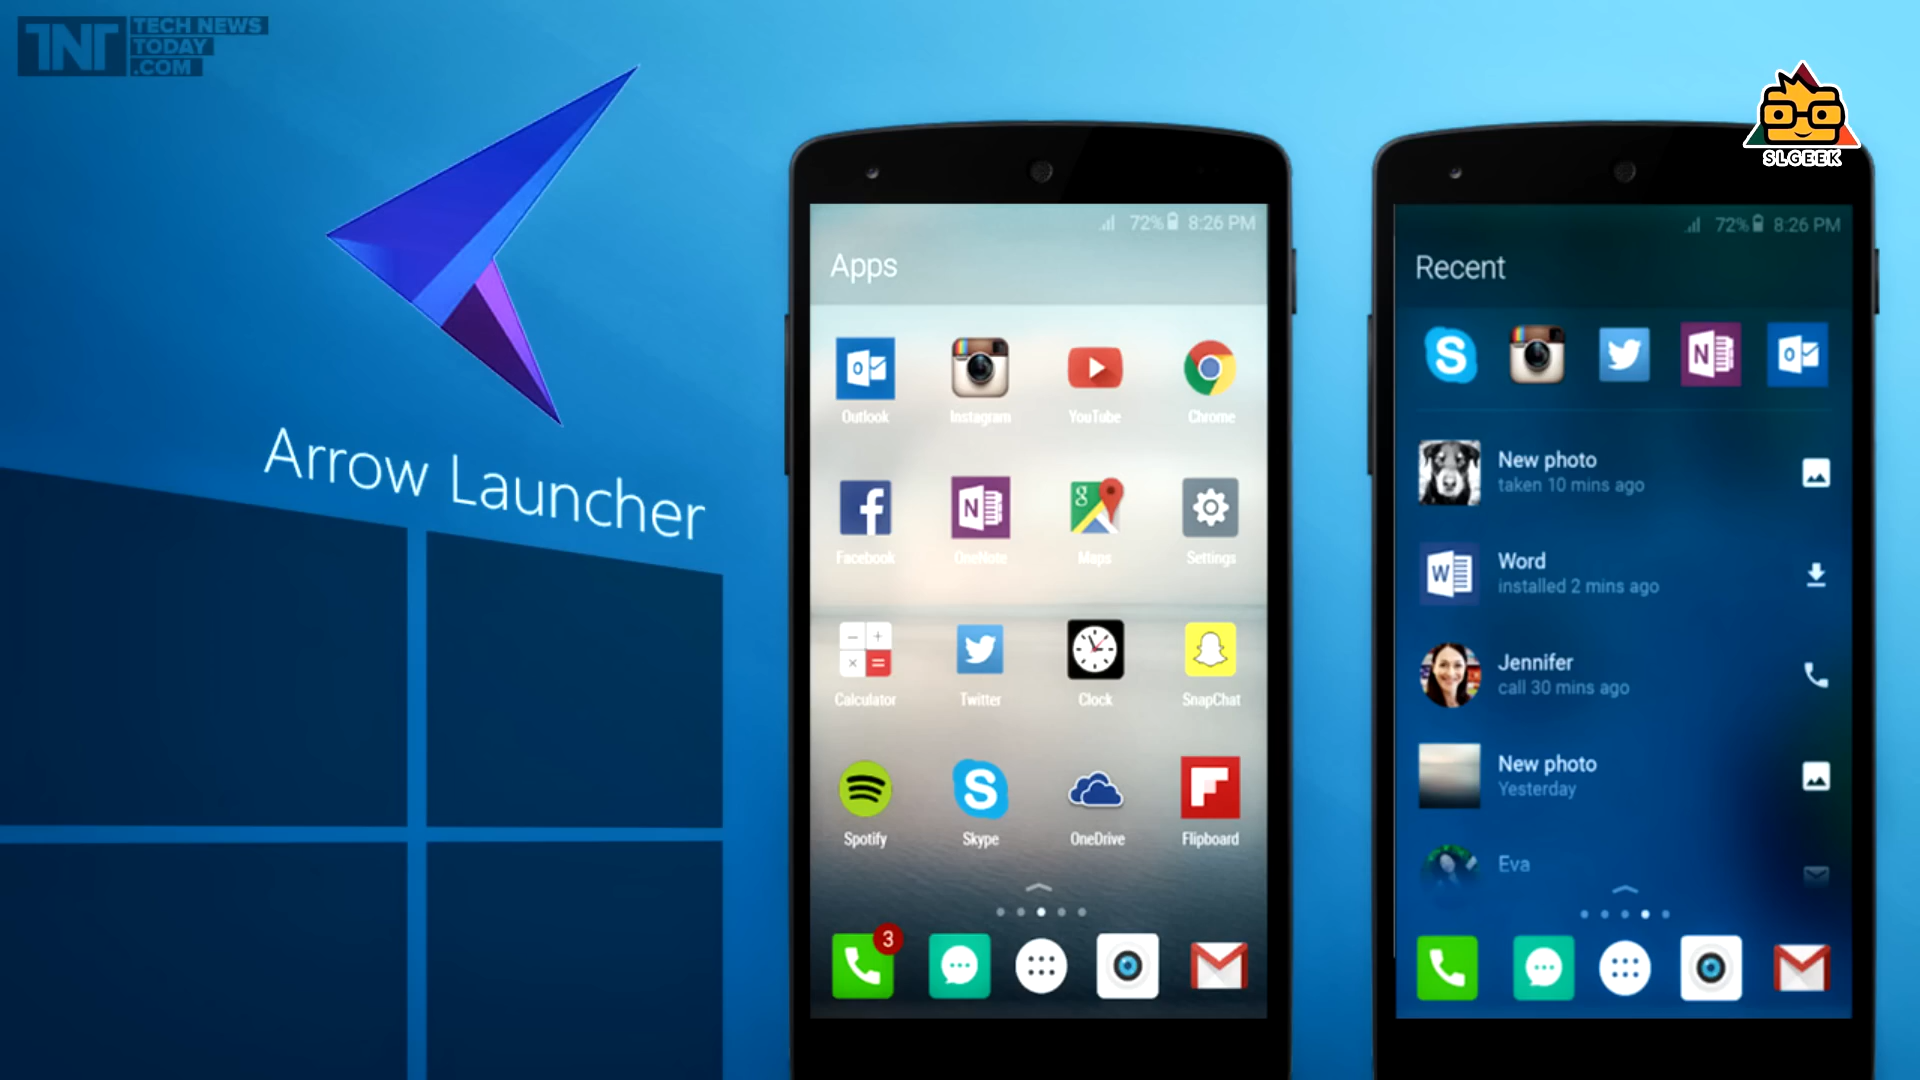 TNT TECH NEWS
TODAY
.COM
SLGEEK
Arrow Launcher
72% 8:26 PM
Apps
Outlook Instagram YouTube Chrome
Facebook OneNote Maps Settings
Calculator Twitter Clock SnapChat
Spotify Skype OneDrive Flipboard
3
72% 8:26 PM
Recent
New photo
taken 10 mins ago
Word
installed 2 mins ago
Jennifer
call 30 mins ago
New photo
Yesterday
Eva